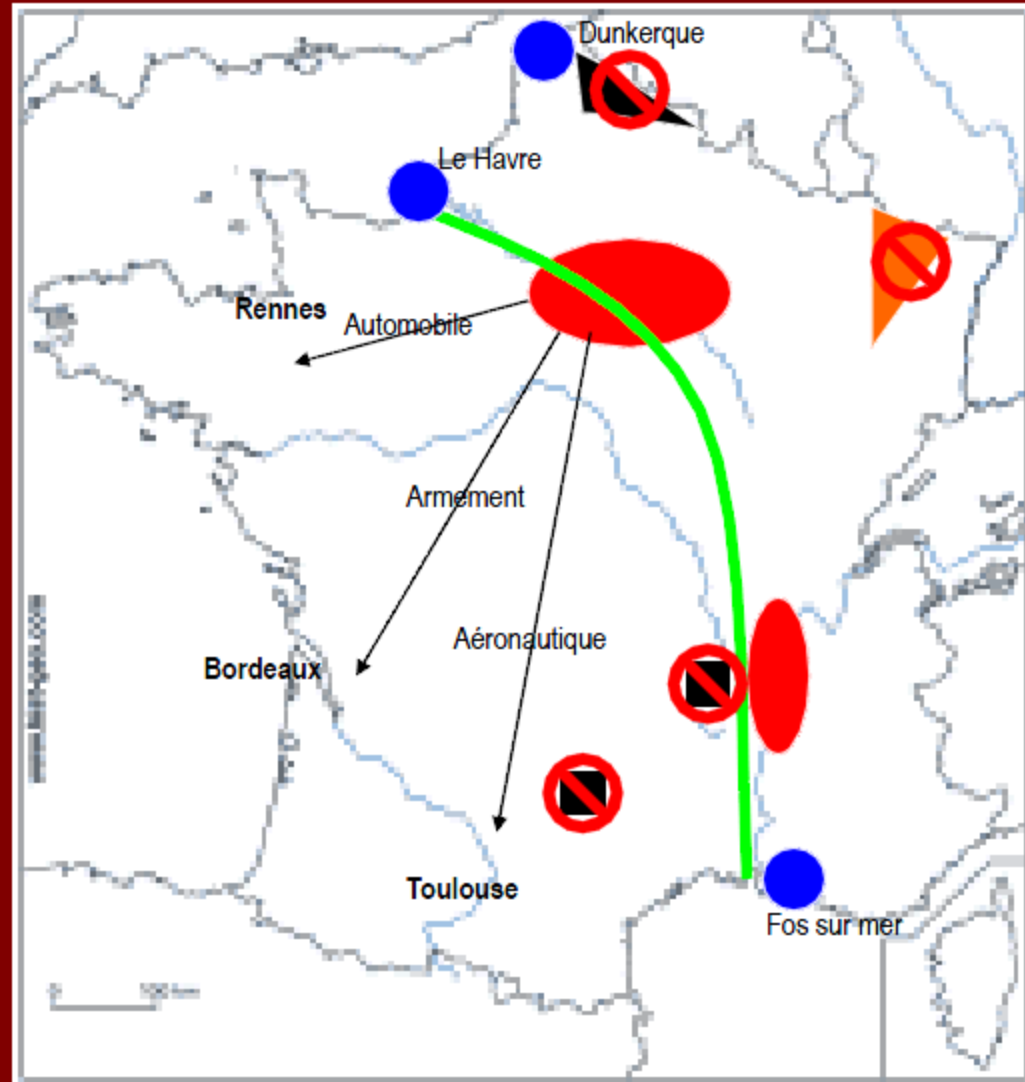 Dunkerque
Le Havre
Rennes
Automobile
Armement
Aéronautique
Bordeaux
Toulouse
Fos sur mer